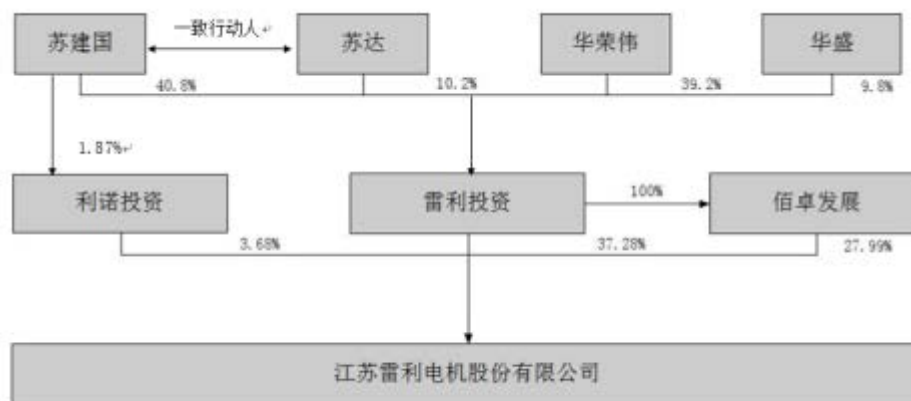 苏建国
一致行动人
苏达
华荣伟
华盛
40.8%
10.2%
39.2%
9.8%
1.87%
利诺投资
雷利投资
100%
佰卓发展
3.68%
37.28%
27.99%
江苏雷利电机股份有限公司